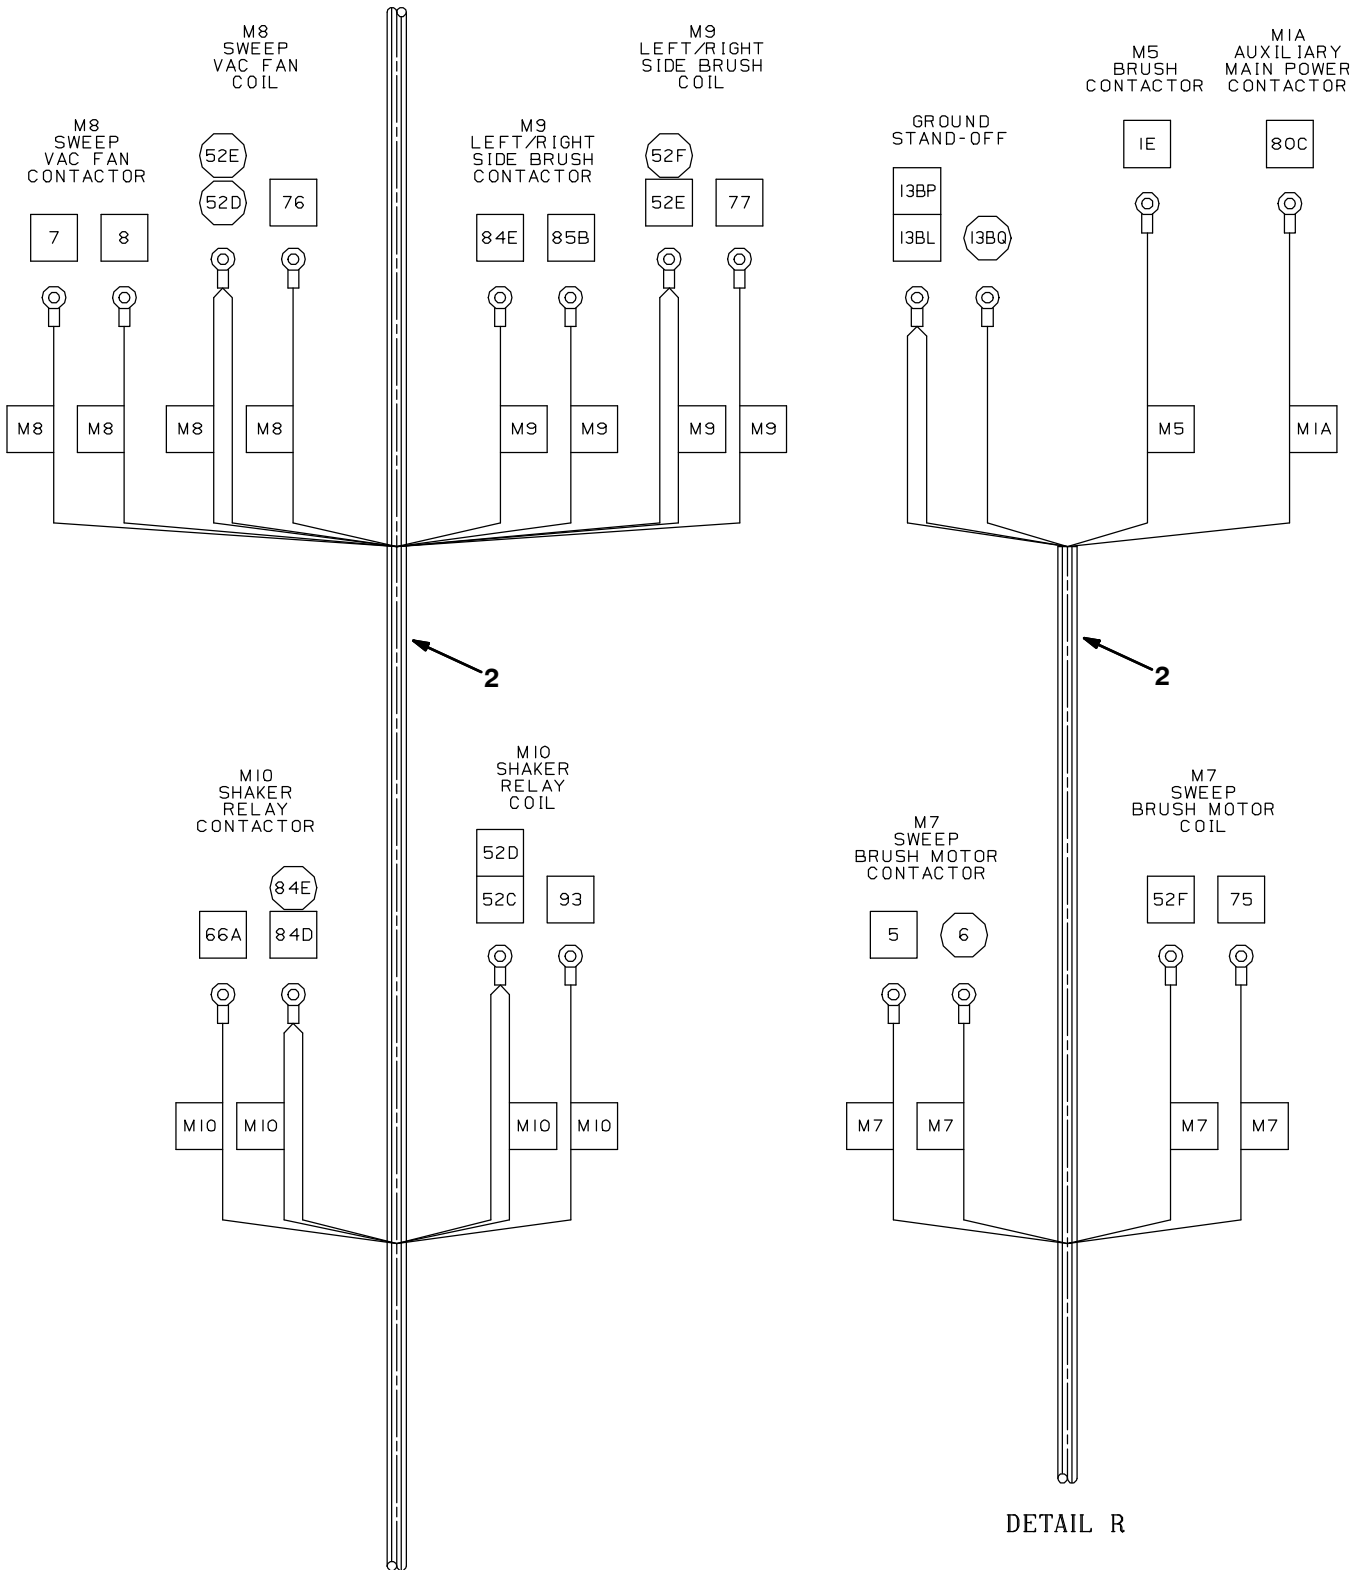 M8
SWEEP
VAC FAN
COIL
M9
LEFT/RIGHT
SIDE BRUSH
COIL
M5
BRUSH
CONTACTOR
M1A
AUXILIARY
MAIN POWER
CONTACTOR
M8
SWEEP
VAC FAN
CONTACTOR
M9
LEFT/RIGHT
SIDE BRUSH
CONTACTOR
GROUND
STAND-OFF
52E
52D
76
7
8
52F
52E
77
84E
85B
13BP
13BL
13BQ
1E
80C
M8
M8
M8
M8
M9
M9
M9
M9
M5
M1A
2
2
M10
SHAKER
RELAY
CONTACTOR
M10
SHAKER
RELAY
COIL
M7
SWEEP
BRUSH MOTOR
CONTACTOR
M7
SWEEP
BRUSH MOTOR
COIL
66A
84E
84D
52D
52C
93
5
6
52F
75
M10
M10
M10
M10
M7
M7
M7
M7
DETAIL R